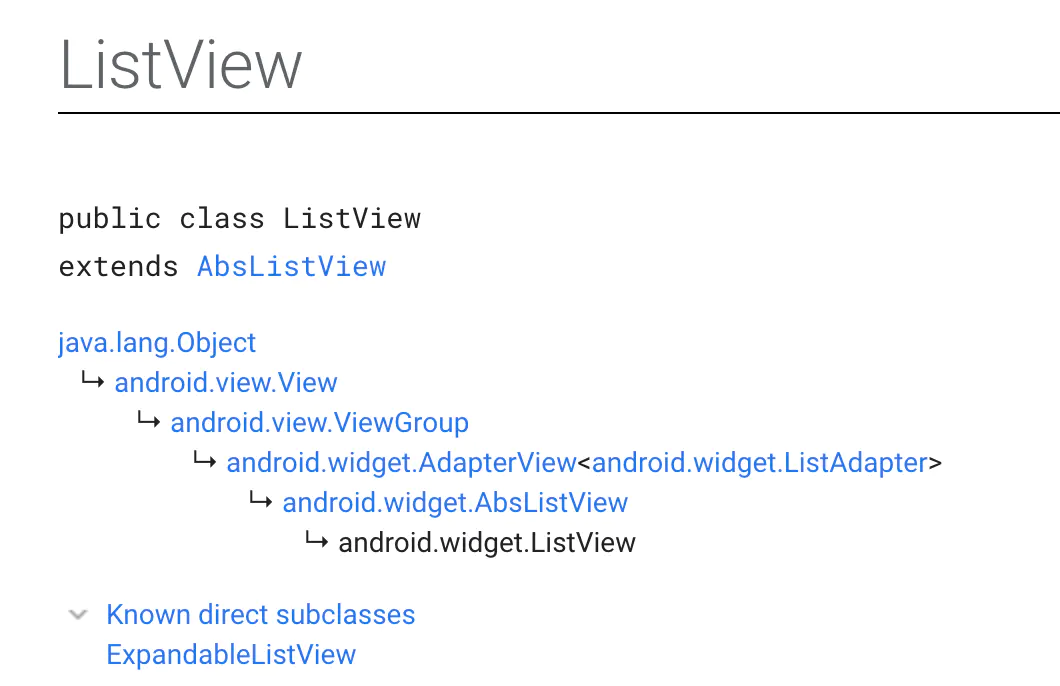 ListView
public class ListView
extends AbsListView
java.lang.Object
↳ android.view.View
↳ android.view.ViewGroup
↳ android.widget.AdapterView<android.widget.ListAdapter>
↳ android.widget.AbsListView
↳ android.widget.ListView
Known direct subclasses
ExpandableListView